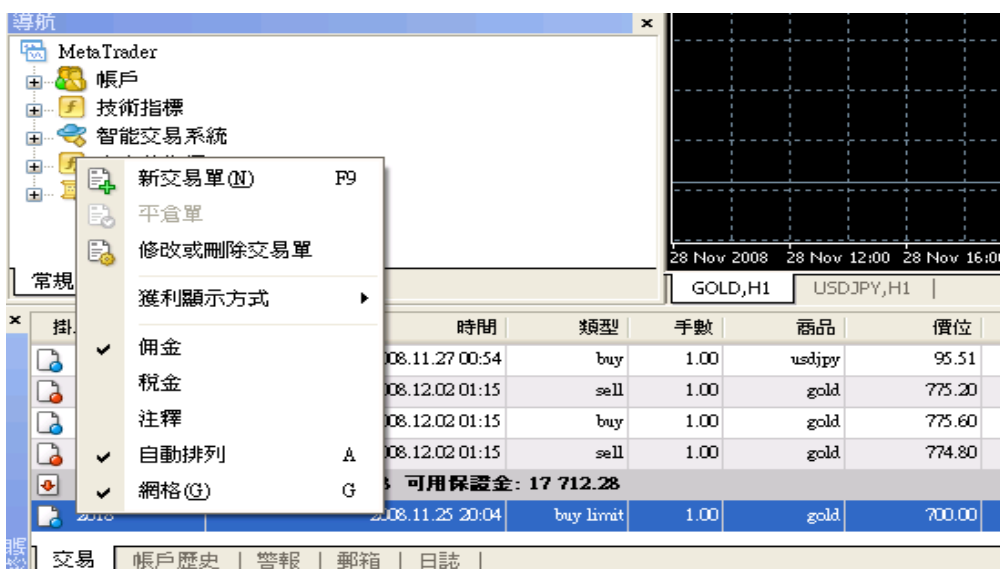 導航
MetaTrader
帳戶
技術指標
智能交易系統
常規
新交易單(N) F9
平倉單
修改或刪除交易單
獲利顯示方式
佣金
稅金
注釋
自動排列 A
網格(G) G
28 Nov 2008 28 Nov 12:00 28 Nov 16:0
GOLD,H1 USDJPY,H1
掛 時間 類型 手數 商品 價位
08.11.27 00:54 buy 1.00 usdjpy 95.51
08.12.02 01:15 sell 1.00 gold 775.20
08.12.02 01:15 buy 1.00 gold 775.60
08.12.02 01:15 sell 1.00 gold 774.80
可用保證金: 17 712.28
2008.11.25 20:04 buy limit 1.00 gold 700.00
交易 | 帳戶歷史 | 警報 | 郵箱 | 日誌 |